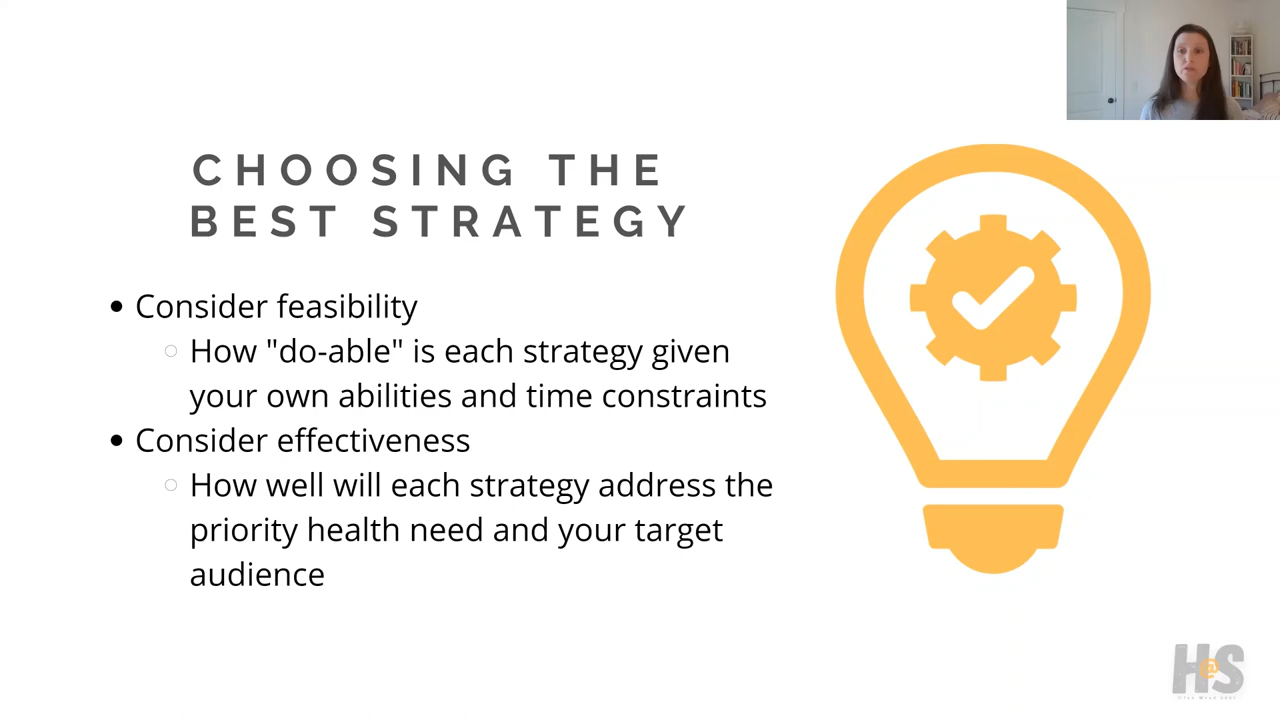 CHOOSING THE
BEST STRATEGY
• Consider feasibility
○ How "do-able" is each strategy given
your own abilities and time constraints
• Consider effectiveness
○ How well will each strategy address the
priority health need and your target
audience
H@S